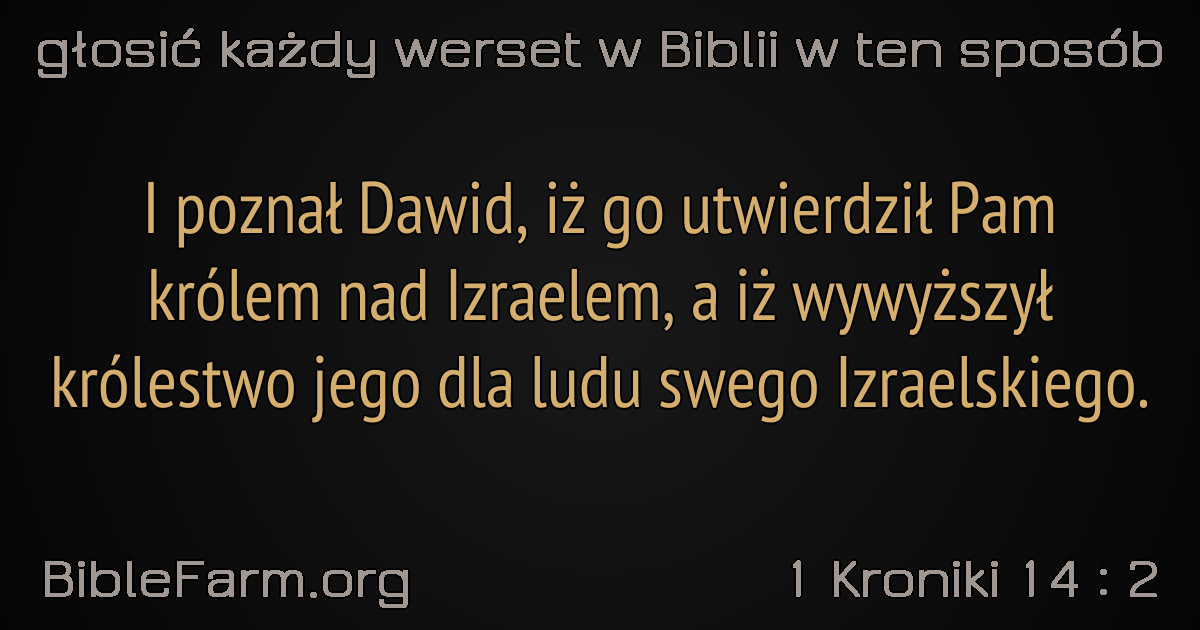 głosić każdy werset w Biblii w ten sposób
I poznał Dawid, iż go utwierdził Pam
królem nad Izraelem, a iż wywyższył
królestwo jego dla ludu swego Izraelskiego.
BibleFarm.org
1 Kroniki 14 : 2